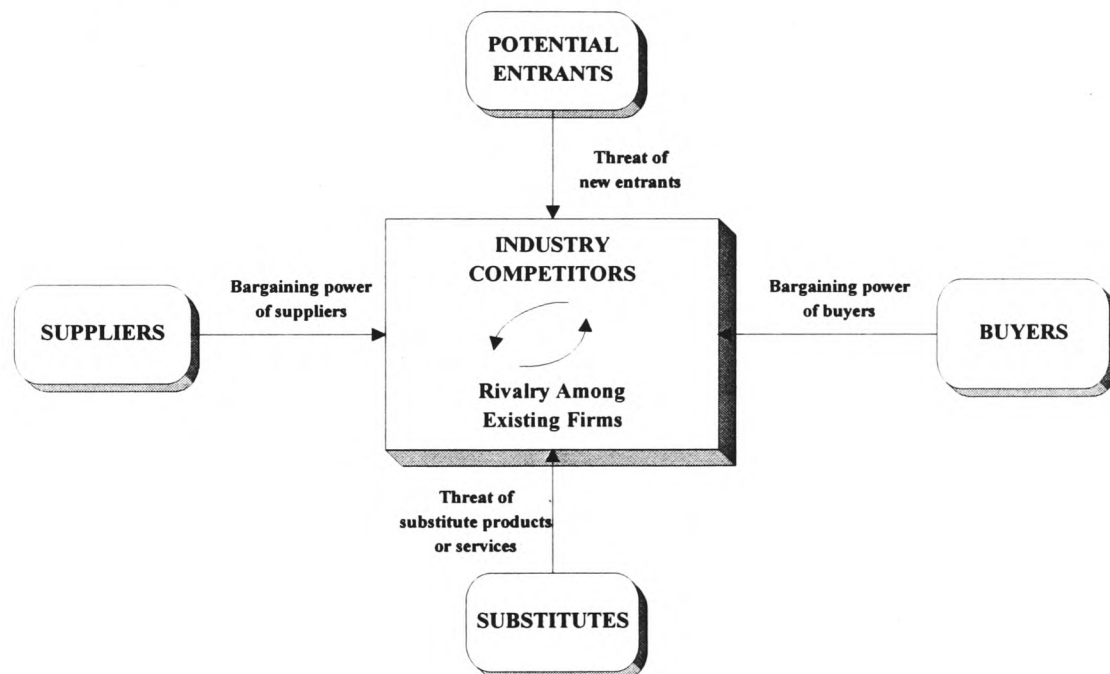 POTENTIAL
ENTRANTS
Threat of
new entrants
INDUSTRY
COMPETITORS
Bargaining power
of suppliers
Bargaining power
of buyers
SUPPLIERS
BUYERS
Rivalry Among
Existing Firms
Threat of
substitute products
or services
SUBSTITUTES